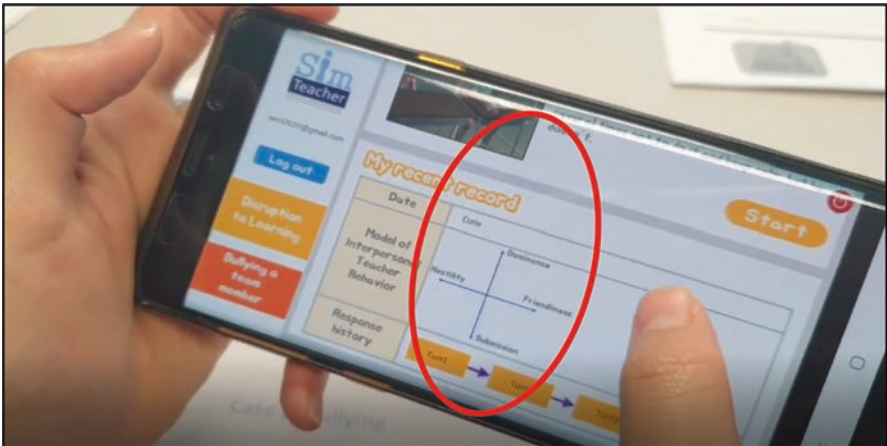 Sim
Teacher
Log out
Disruption
to Learning
Bullying a
team
member
doesn't.
Start
My recent record
Date
Date
Model of
Interpersonal
Teacher
Behavior
Dominance
Hostility
Friendliness
Submission
Response
history
Turn1